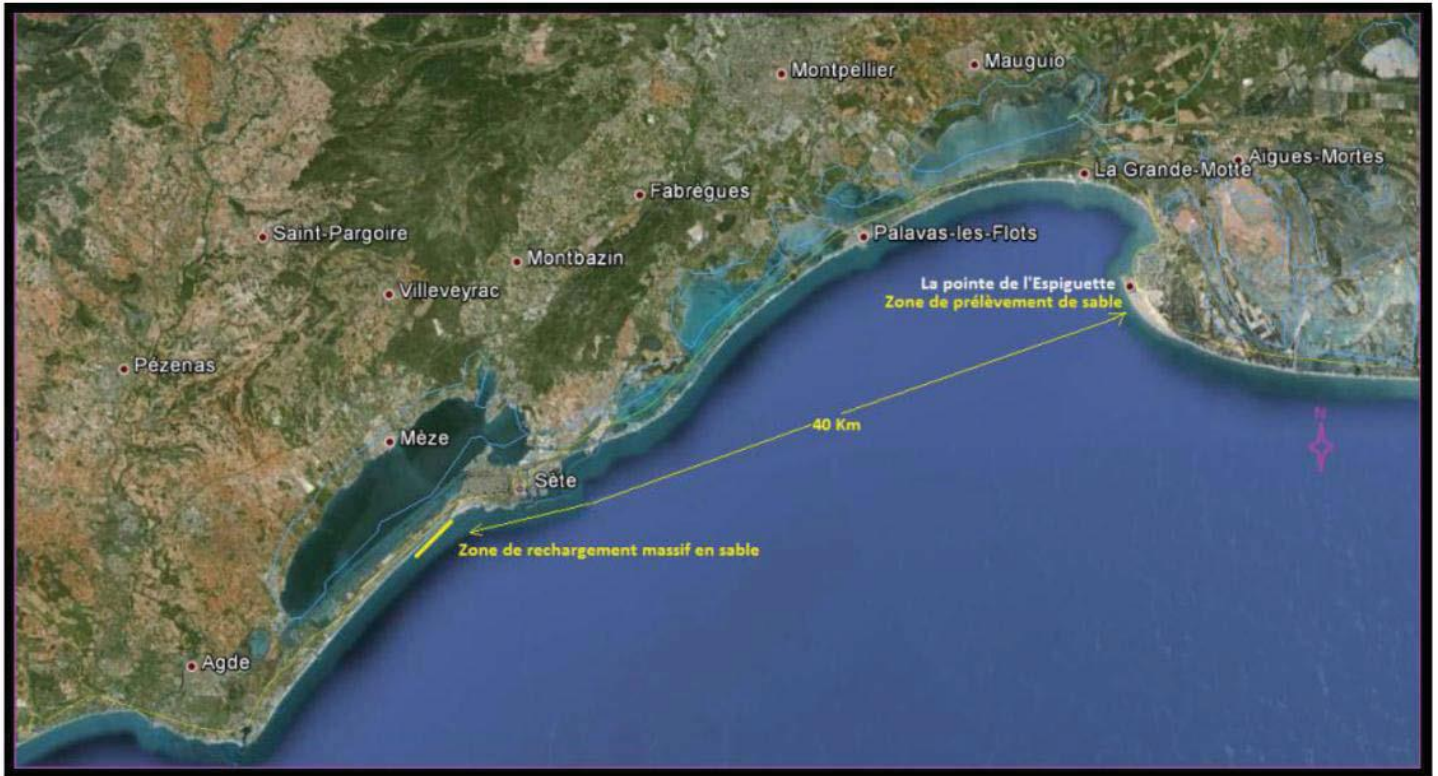 Mauguio
Montpellier
Aigues-Mortes
La Grande-Motte
Fabrègues
Saint-Pargoire
Palavas-les-Flots
Montbazin
La pointe de l'Espiguette
Villeveyrac
Zone de prélèvement de sable
Pézenas
40 Km
N
Mèze
Sète
Zone de rechargement massif en sable
Agde